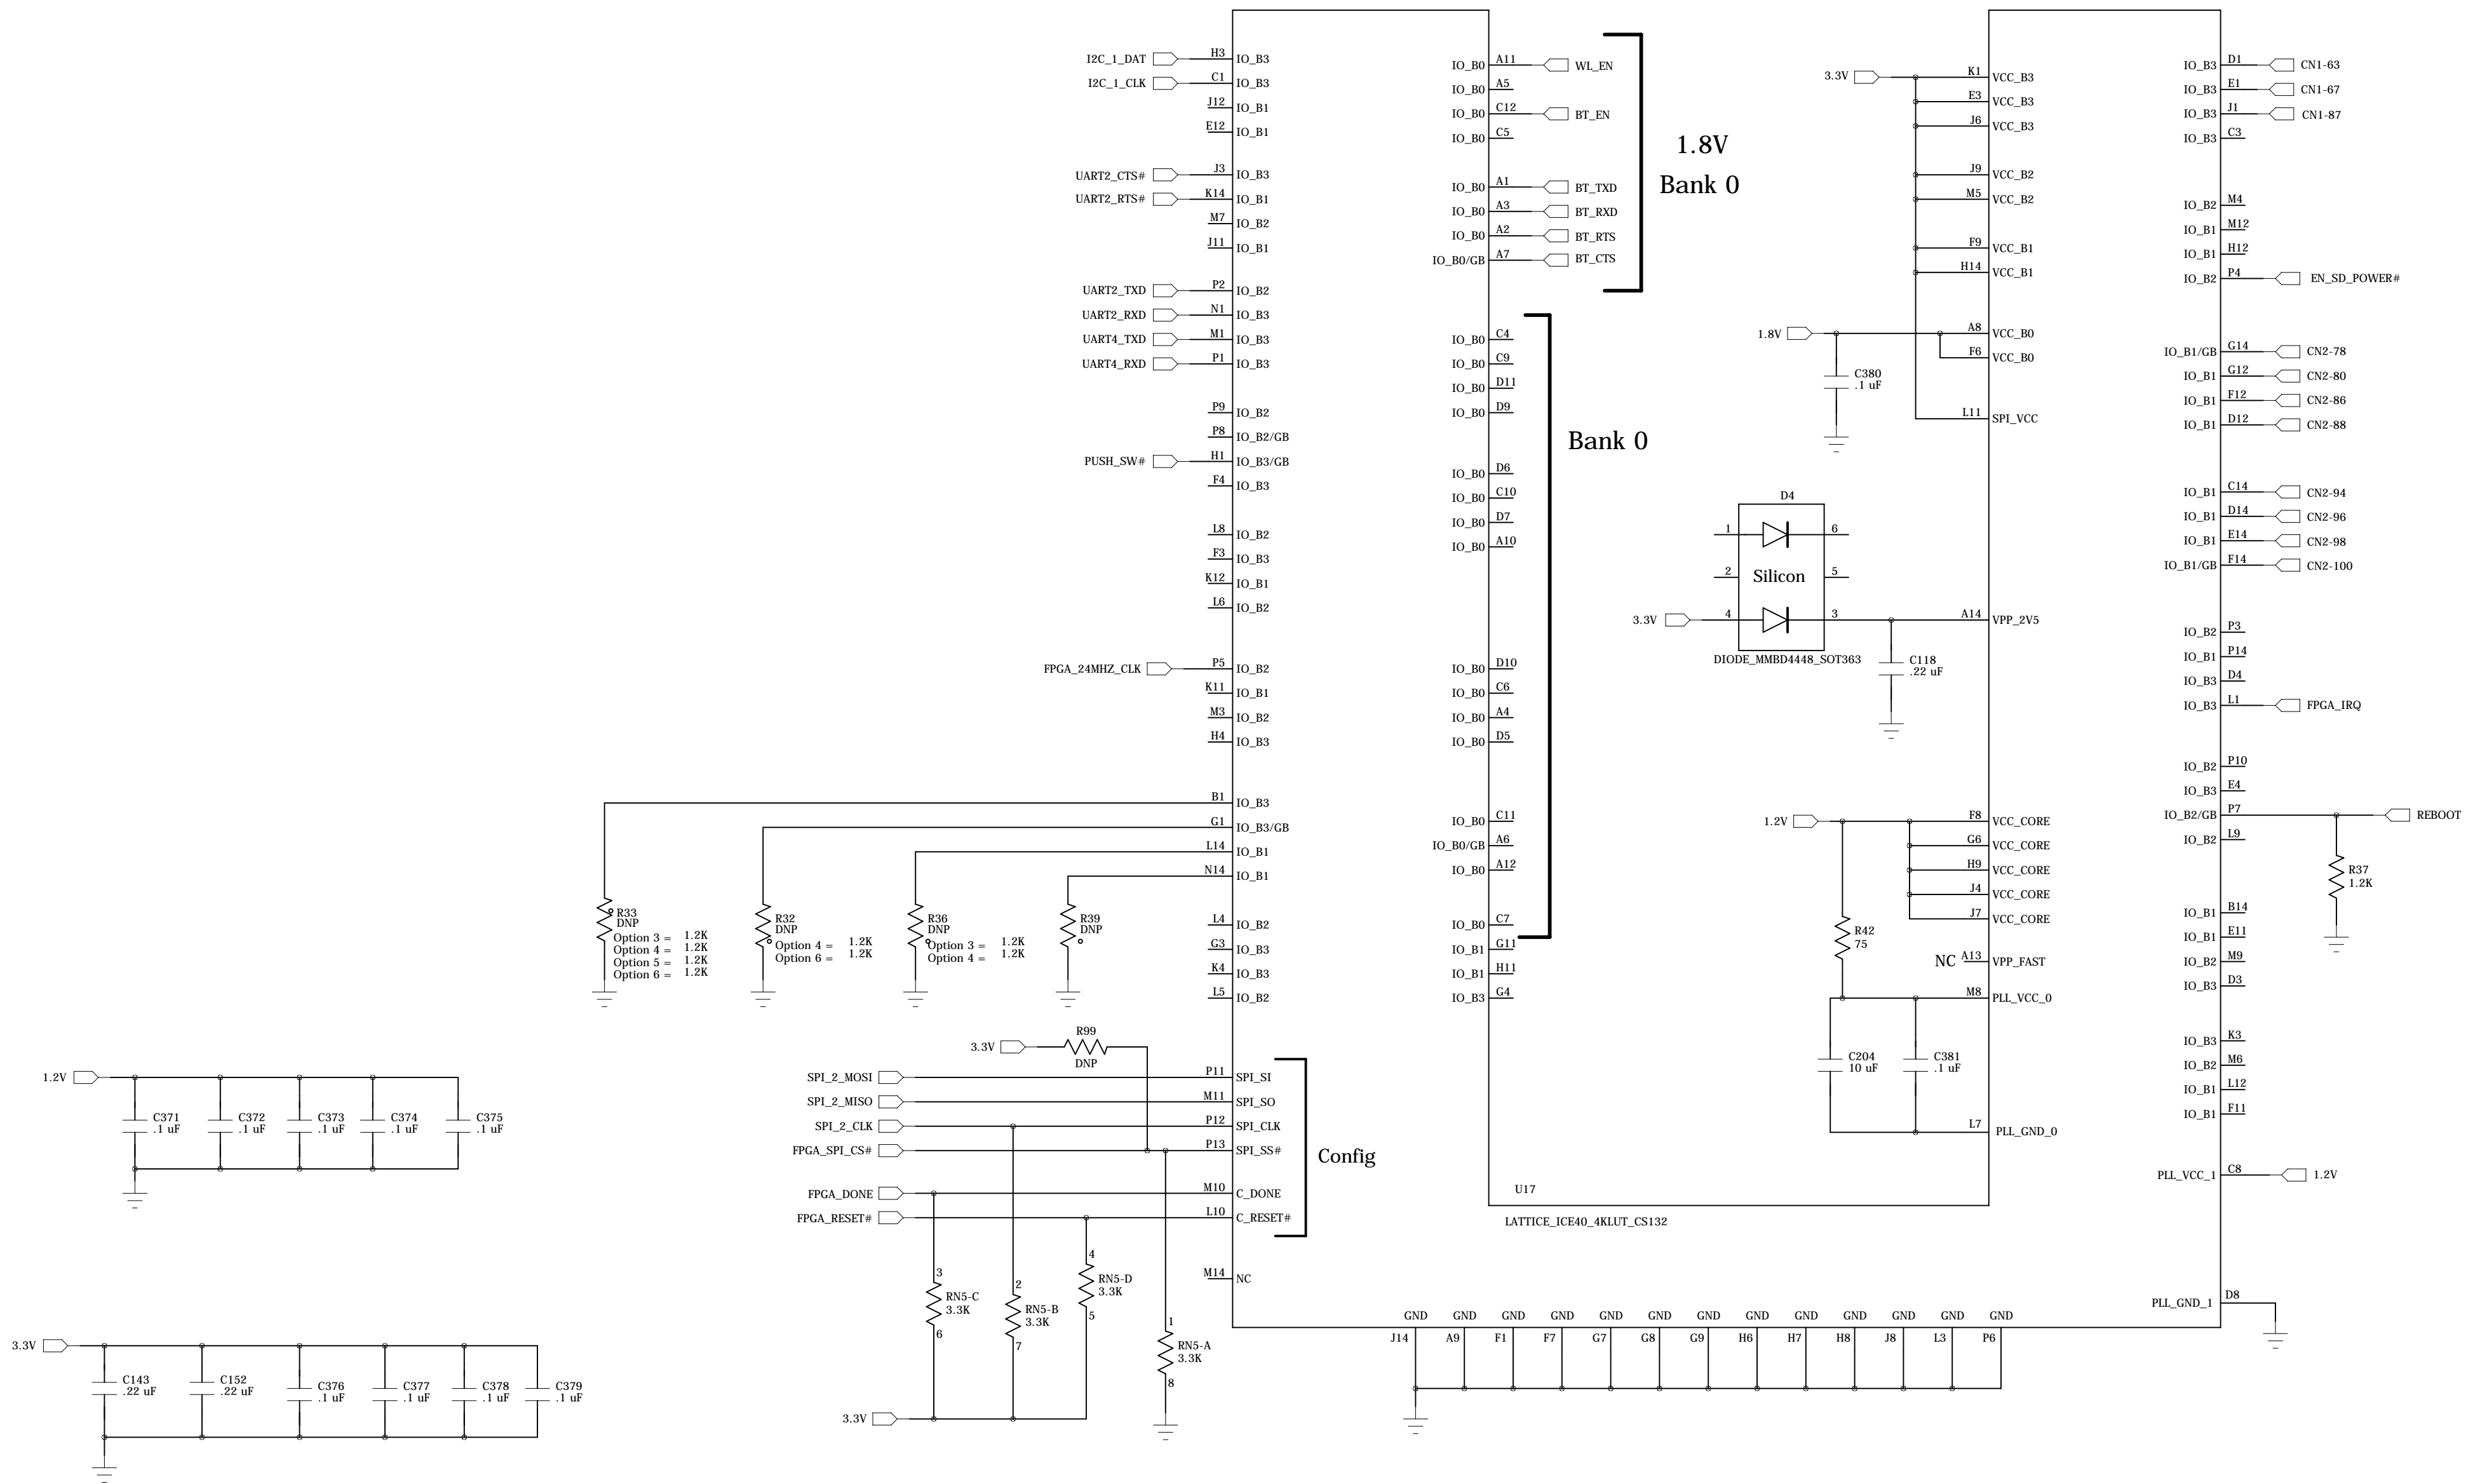 I2C_1_DAT H3 IO_B3
I2C_1_CLK C1 IO_B3
J12 IO_B1
E12 IO_B1
UART2_CTS# J3 IO_B3
UART2_RTS# K14 IO_B1
M7 IO_B2
J11 IO_B1
UART2_TXD P2 IO_B2
UART2_RXD N1 IO_B3
UART4_TXD M1 IO_B3
UART4_RXD P1 IO_B3
P9 IO_B2
P8 IO_B2/GB
PUSH_SW# H1 IO_B3/GB
F4 IO_B3
L8 IO_B2
F3 IO_B3
K12 IO_B1
L6 IO_B2
FPGA_24MHZ_CLK P5 IO_B2
K11 IO_B1
M3 IO_B2
H4 IO_B3
B1 IO_B3
G1 IO_B3/GB
L14 IO_B1
N14 IO_B1
L4 IO_B2
G3 IO_B3
K4 IO_B3
L5 IO_B2
R33
DNP
Option 3 = 1.2K
Option 4 = 1.2K
Option 5 = 1.2K
Option 6 = 1.2K
R32
DNP
Option 4 = 1.2K
Option 6 = 1.2K
R36
DNP
Option 3 = 1.2K
Option 4 = 1.2K
R39
DNP
R99
3.3V
DNP
SPI_2_MOSI P11 SPI_SI
SPI_2_MISO M11 SPI_SO
SPI_2_CLK P12 SPI_CLK
FPGA_SPI_CS# P13 SPI_SS#
FPGA_DONE M10 C_DONE
FPGA_RESET# L10 C_RESET#
Config
M14 NC
3
RN5-C
3.3K
6
2
RN5-B
3.3K
7
4
RN5-D
3.3K
5
1
RN5-A
3.3K
8
3.3V
1.2V
C371
.1 uF
C372
.1 uF
C373
.1 uF
C374
.1 uF
C375
.1 uF
3.3V
C143
.22 uF
C152
.22 uF
C376
.1 uF
C377
.1 uF
C378
.1 uF
C379
.1 uF
IO_B0 A11 WL_EN
IO_B0 A5
IO_B0 C12 BT_EN
IO_B0 C5
IO_B0 A1 BT_TXD
IO_B0 A3 BT_RXD
IO_B0 A2 BT_RTS
IO_B0/GB A7 BT_CTS
1.8V
Bank 0
IO_B0 C4
IO_B0 C9
IO_B0 D11
IO_B0 D9
Bank 0
IO_B0 D6
IO_B0 C10
IO_B0 D7
IO_B0 A10
IO_B0 D10
IO_B0 C6
IO_B0 A4
IO_B0 D5
IO_B0 C11
IO_B0/GB A6
IO_B0 A12
IO_B0 C7
IO_B1 G11
IO_B1 H11
IO_B3 G4
U17
LATTICE_ICE40_4KLUT_CS132
3.3V K1 VCC_B3
E3 VCC_B3
J6 VCC_B3
J9 VCC_B2
M5 VCC_B2
F9 VCC_B1
H14 VCC_B1
1.8V A8 VCC_B0
F6 VCC_B0
C380
.1 uF
L11 SPI_VCC
D4
1 6
2 Silicon 5
3.3V 4 3 A14 VPP_2V5
DIODE_MMBD4448_SOT363
C118
.22 uF
1.2V F8 VCC_CORE
G6 VCC_CORE
H9 VCC_CORE
J4 VCC_CORE
J7 VCC_CORE
R42
75
NC A13 VPP_FAST
M8 PLL_VCC_0
C204
10 uF
C381
.1 uF
L7 PLL_GND_0
IO_B3 D1 CN1-63
IO_B3 E1 CN1-67
IO_B3 J1 CN1-87
IO_B3 C3
IO_B2 M4
IO_B1 M12
IO_B1 H12
IO_B2 P4 EN_SD_POWER#
IO_B1/GB G14 CN2-78
IO_B1 G12 CN2-80
IO_B1 F12 CN2-86
IO_B1 D12 CN2-88
IO_B1 C14 CN2-94
IO_B1 D14 CN2-96
IO_B1 E14 CN2-98
IO_B1/GB F14 CN2-100
IO_B2 P3
IO_B1 P14
IO_B3 D4
IO_B3 L1 FPGA_IRQ
IO_B2 P10
IO_B3 E4
IO_B2/GB P7 REBOOT
IO_B2 L9
R37
1.2K
IO_B1 B14
IO_B1 E11
IO_B2 M9
IO_B3 D3
IO_B3 K3
IO_B2 M6
IO_B1 L12
IO_B1 F11
PLL_VCC_1 C8 1.2V
PLL_GND_1 D8
GND GND GND GND GND GND GND GND GND GND GND GND GND
J14 A9 F1 F7 G7 G8 G9 H6 H7 H8 J8 L3 P6